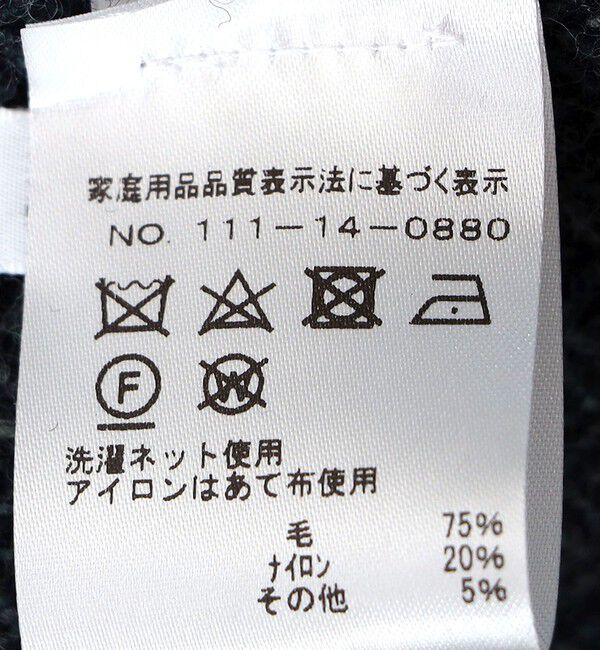 家庭用品品質表示法に基づく表示
NO. 111-14-0880
F W
洗濯ネット使用
アイロンはあて布使用
毛 75%
ナイロン 20%
その他 5%